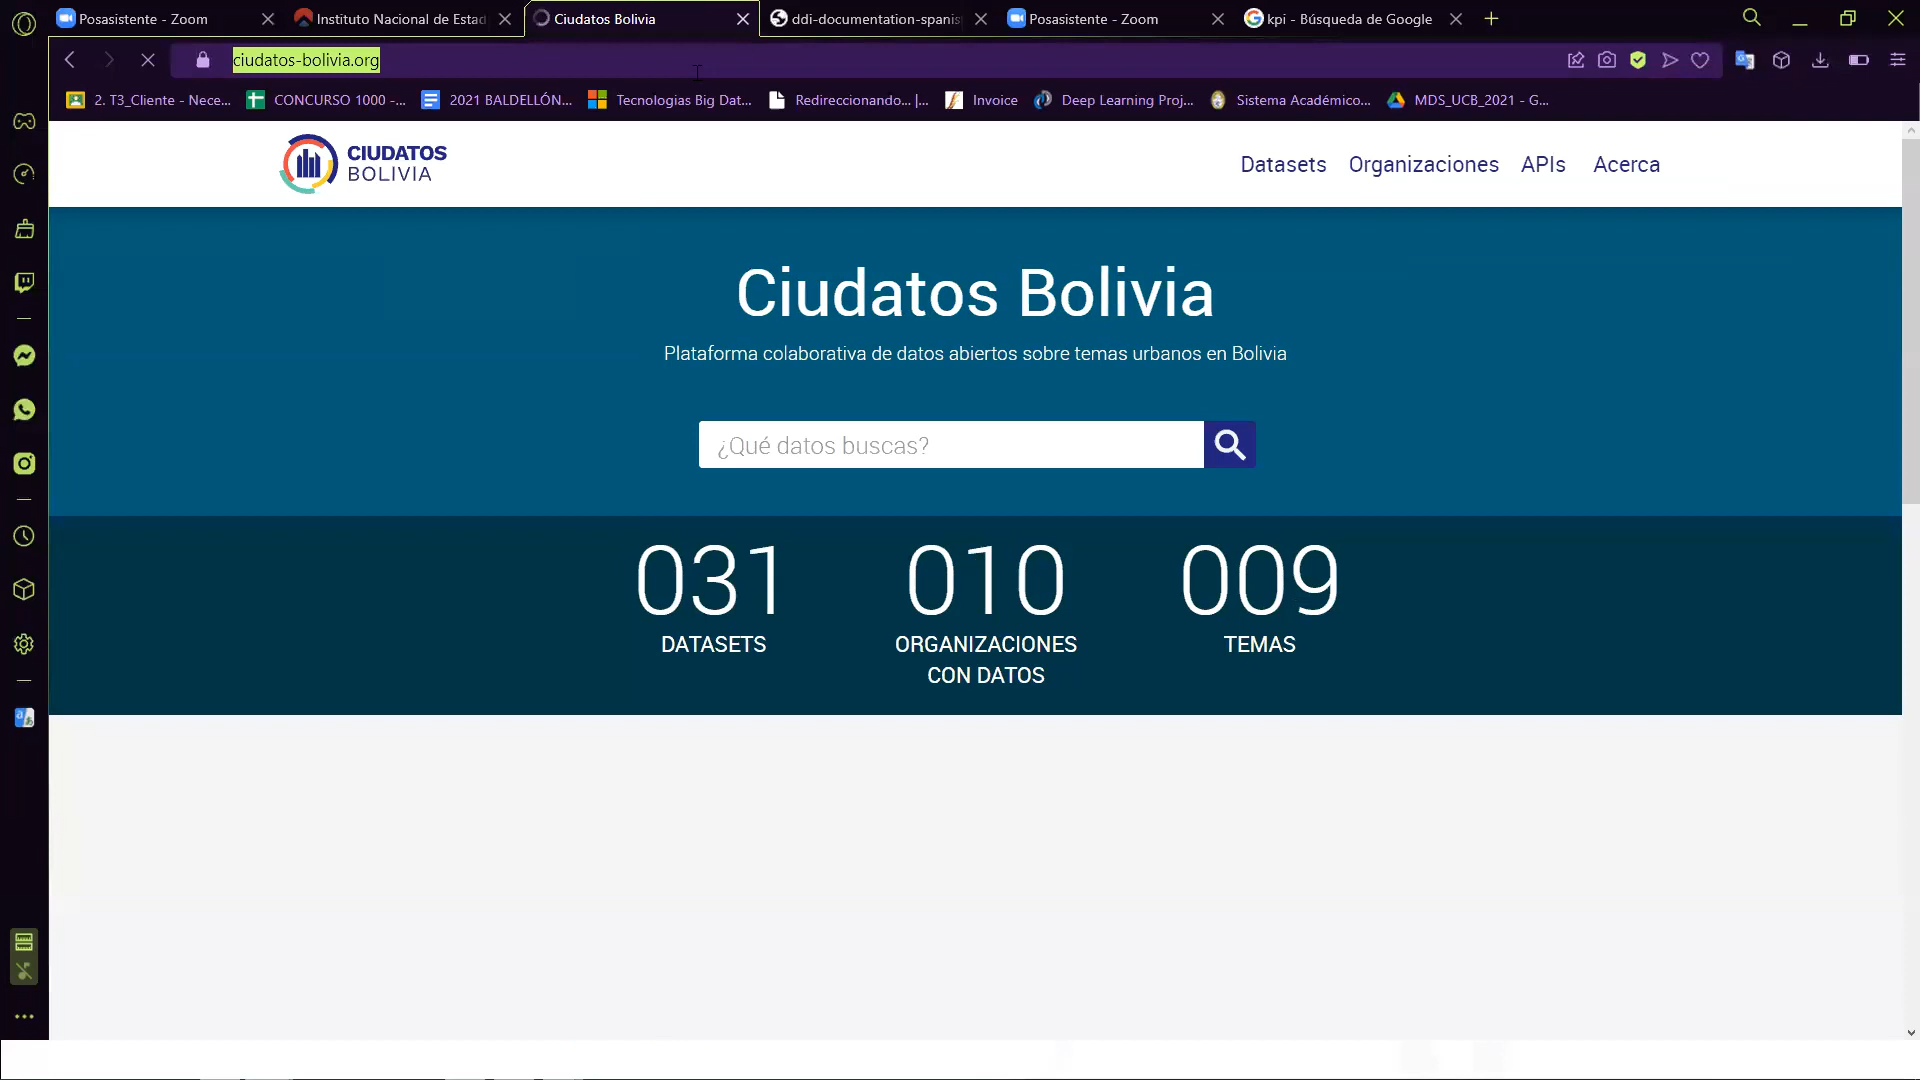 Posasistente - Zoom
Instituto Nacional de Estad
Ciudatos Bolivia
ddi-documentation-spanis
Posasistente - Zoom
kpi - Búsqueda de Google
ciudatos-bolivia.org
2. T3_Cliente - Nece...
CONCURSO 1000 -...
2021 BALDELLÓN...
Tecnologias Big Dat...
Redireccionando... |...
Invoice
Deep Learning Proj...
Sistema Académico...
MDS_UCB_2021 - G...
CIUDATOS
BOLIVIA
Datasets
Organizaciones
APIs
Acerca
Ciudatos Bolivia
Plataforma colaborativa de datos abiertos sobre temas urbanos en Bolivia
¿Qué datos buscas?
031
DATASETS
010
ORGANIZACIONES
CON DATOS
009
TEMAS